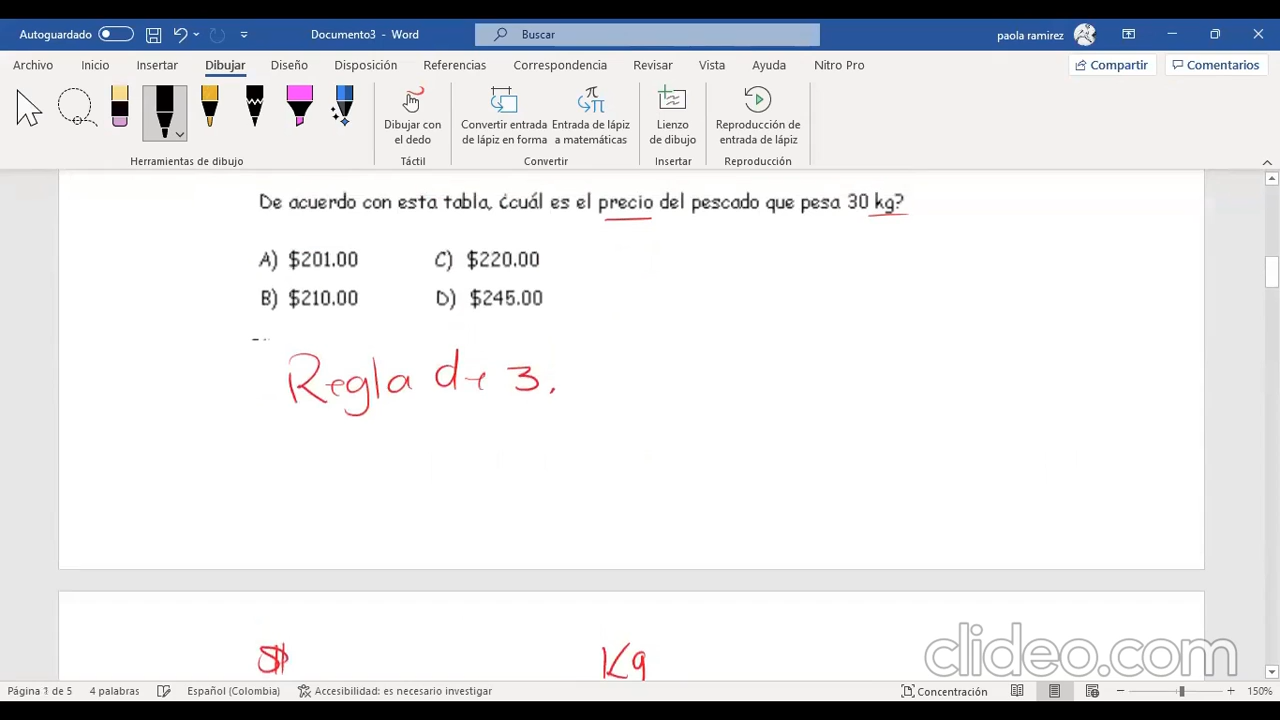 Autoguardado
Documento3 - Word
Buscar
paola ramirez
Archivo Inicio Insertar Dibujar Diseño Disposición Referencias Correspondencia Revisar Vista Ayuda Nitro Pro
Compartir Comentarios
Dibujar con el dedo
Convertir entrada de lápiz en forma
Entrada de lápiz a matemáticas
Lienzo de dibujo
Reproducción de entrada de lápiz
Herramientas de dibujo Táctil Convertir Insertar Reproducción
De acuerdo con esta tabla, ¿cuál es el precio del pescado que pesa 30 kg?
A) $201.00 C) $220.00
B) $210.00 D) $245.00
Regla de 3.
$ Kg
clideo.com
Página 1 de 5 4 palabras Español (Colombia) Accesibilidad: es necesario investigar Concentración 150%